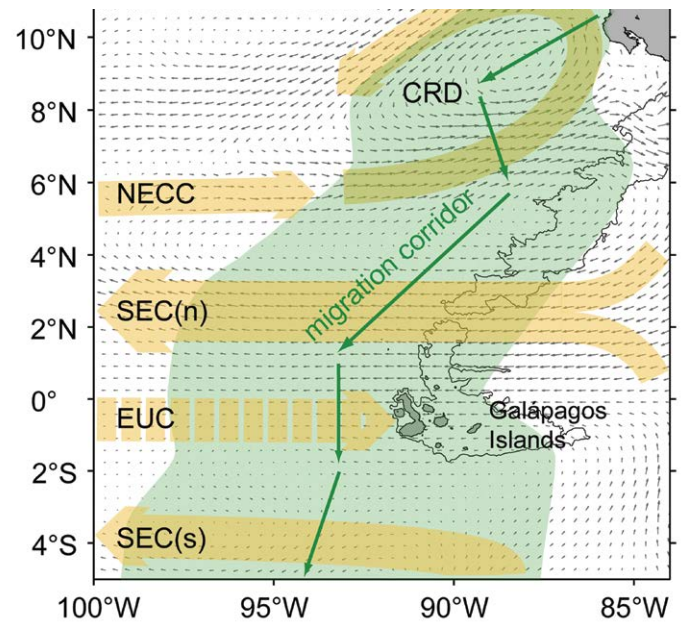 10°N
CRD
8°N
6°N
NECC
migration corridor
4°N
SEC(n)
2°N
0°
EUC
Galápagos
Islands
2°S
SEC(s)
4°S
100°W 95°W 90°W 85°W